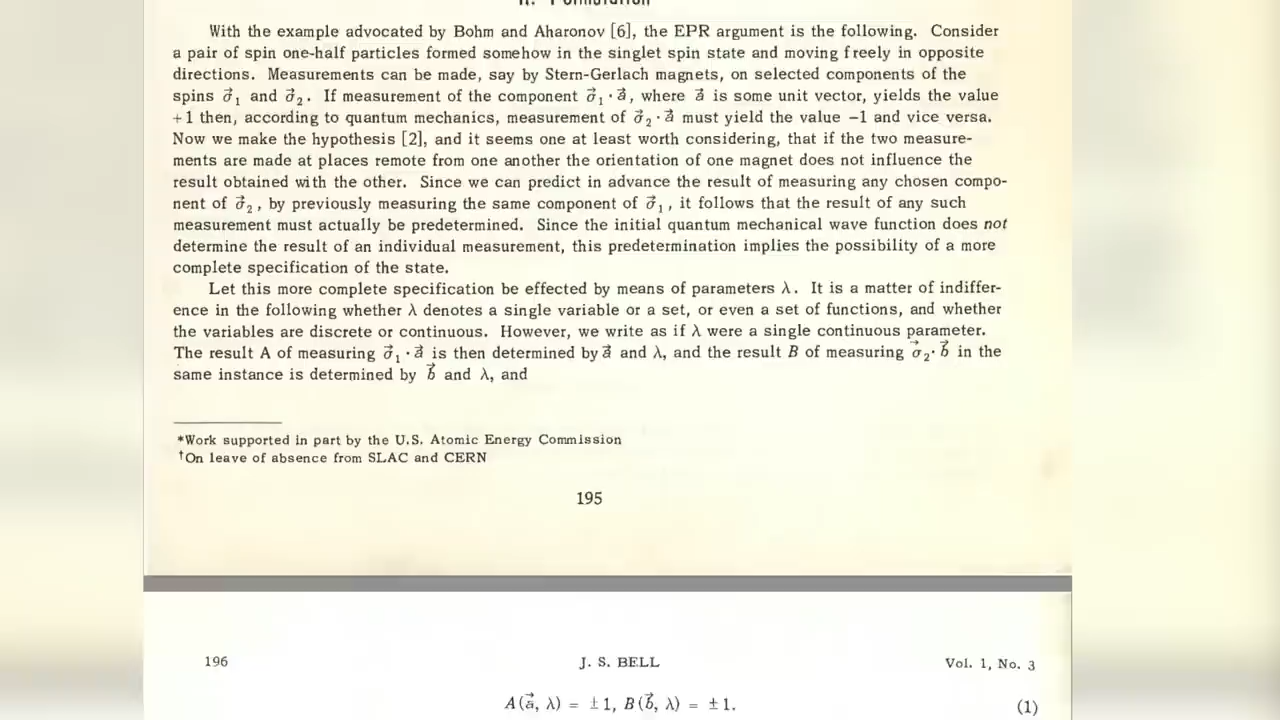 II. Formulation
With the example advocated by Bohm and Aharonov [6], the EPR argument is the following. Consider
a pair of spin one-half particles formed somehow in the singlet spin state and moving freely in opposite
directions. Measurements can be made, say by Stern-Gerlach magnets, on selected components of the
spins σ⃗₁ and σ⃗₂. If measurement of the component σ⃗₁ · a⃗, where a⃗ is some unit vector, yields the value
+1 then, according to quantum mechanics, measurement of σ⃗₂ · a⃗ must yield the value −1 and vice versa.
Now we make the hypothesis [2], and it seems one at least worth considering, that if the two measure-
ments are made at places remote from one another the orientation of one magnet does not influence the
result obtained with the other. Since we can predict in advance the result of measuring any chosen compo-
nent of σ⃗₂, by previously measuring the same component of σ⃗₁, it follows that the result of any such
measurement must actually be predetermined. Since the initial quantum mechanical wave function does not
determine the result of an individual measurement, this predetermination implies the possibility of a more
complete specification of the state.
Let this more complete specification be effected by means of parameters λ. It is a matter of indiffer-
ence in the following whether λ denotes a single variable or a set, or even a set of functions, and whether
the variables are discrete or continuous. However, we write as if λ were a single continuous parameter.
The result A of measuring σ⃗₁ · a⃗ is then determined by a⃗ and λ, and the result B of measuring σ⃗₂ · b⃗ in the
same instance is determined by b⃗ and λ, and
*Work supported in part by the U.S. Atomic Energy Commission
†On leave of absence from SLAC and CERN
195
196 J. S. BELL Vol. 1, No. 3
A(a⃗, λ) = ±1, B(b⃗, λ) = ±1. (1)